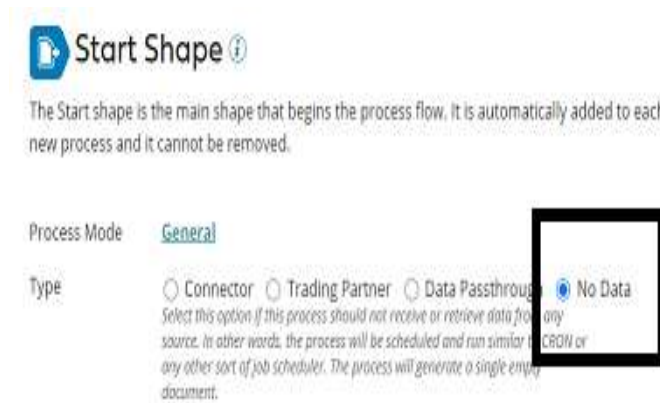 Start Shape i
The Start shape is the main shape that begins the process flow. It is automatically added to each
new process and it cannot be removed.
Process Mode General
Type Connector Trading Partner Data Passthrough No Data
Select this option if this process should not receive or retrieve data from any
source. In other words, the process will be scheduled and run similar to CRON or
any other sort of job scheduler. The process will generate a single empty
document.